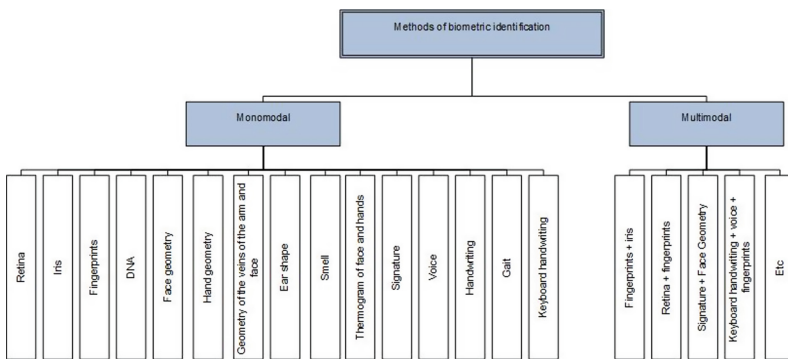 Methods of biometric identification
Monomodal
Multimodal
Retina
Iris
Fingerprints
DNA
Face geometry
Hand geometry
Geometry of the veins of the arm and
face
Ear shape
Smell
Thermogram of face and hands
Signature
Voice
Handwriting
Gait
Keyboard handwriting
Fingerprints + iris
Retina + fingerprints
Signature + Face Geometry
Keyboard handwriting + voice +
fingerprints
Etc